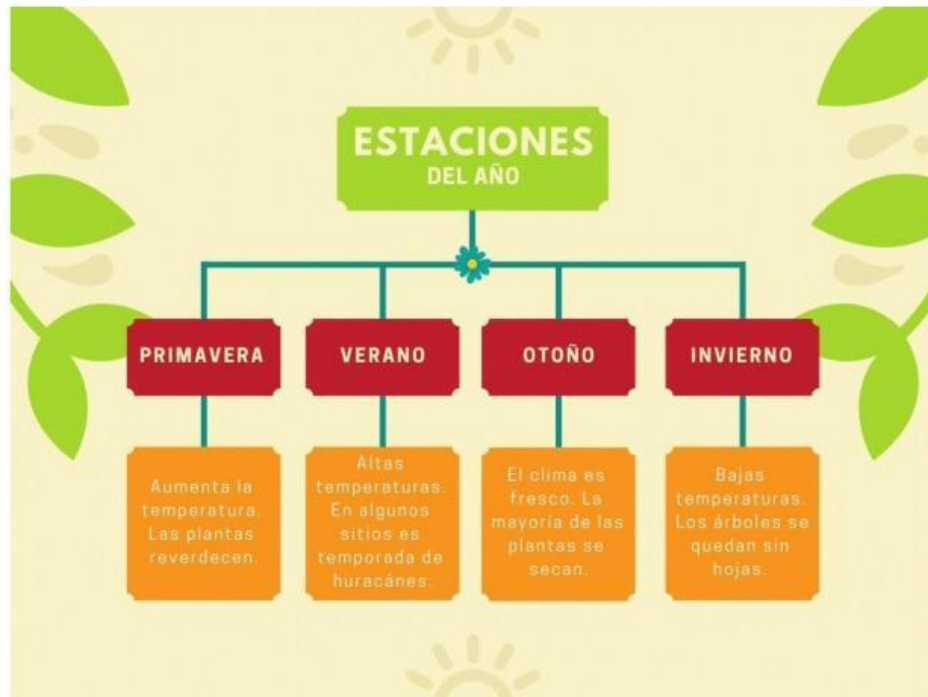 ESTACIONES
DEL AÑO
PRIMAVERA
VERANO
OTOÑO
INVIERNO
Aumenta la
temperatura.
Las plantas
reverdecen.
Altas
temperaturas.
En algunos
sitios es
temporada de
huracánes.
El clima es
fresco. La
mayoría de las
plantas se
secan.
Bajas
temperaturas.
Los árboles se
quedan sin
hojas.